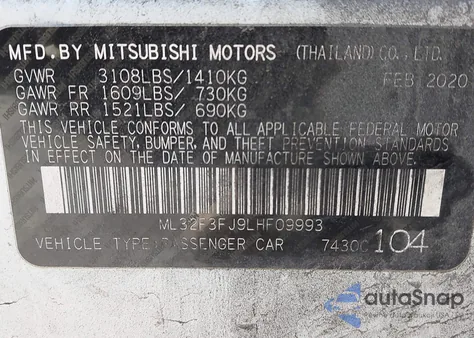 MFD.BY MITSUBISHI MOTORS (THAILAND) CO., LTD.
GVWR 3108LBS/1410KG FEB 2020
GAWR FR 1609LBS/ 730KG
GAWR RR 1521LBS/ 690KG
THIS VEHICLE CONFORMS TO ALL APPLICABLE FEDERAL MOTOR
VEHICLE SAFETY, BUMPER, AND THEFT PREVENTION STANDARDS
IN EFFECT ON THE DATE OF MANUFACTURE SHOWN ABOVE.
ML32F3FJ9LHF09993
VEHICLE TYPE:PASSENGER CAR 7430C 104
autoSnap